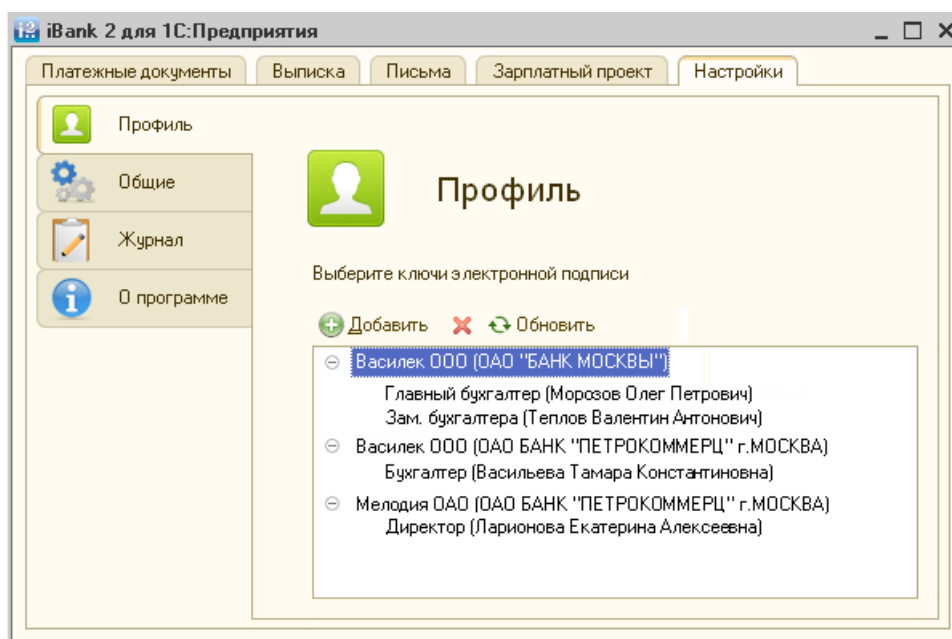 iBank 2 для 1С:Предприятия
Платежные документы Выписка Письма Зарплатный проект Настройки
Профиль
Общие
Журнал
О программе
Профиль
Выберите ключи электронной подписи
Добавить Обновить
Василек ООО (ОАО "БАНК МОСКВЫ")
Главный бухгалтер (Морозов Олег Петрович)
Зам. бухгалтера (Теплов Валентин Антонович)
Василек ООО (ОАО БАНК "ПЕТРОКОММЕРЦ" г.МОСКВА)
Бухгалтер (Васильева Тамара Константиновна)
Мелодия ОАО (ОАО БАНК "ПЕТРОКОММЕРЦ" г.МОСКВА)
Директор (Ларионова Екатерина Алексеевна)